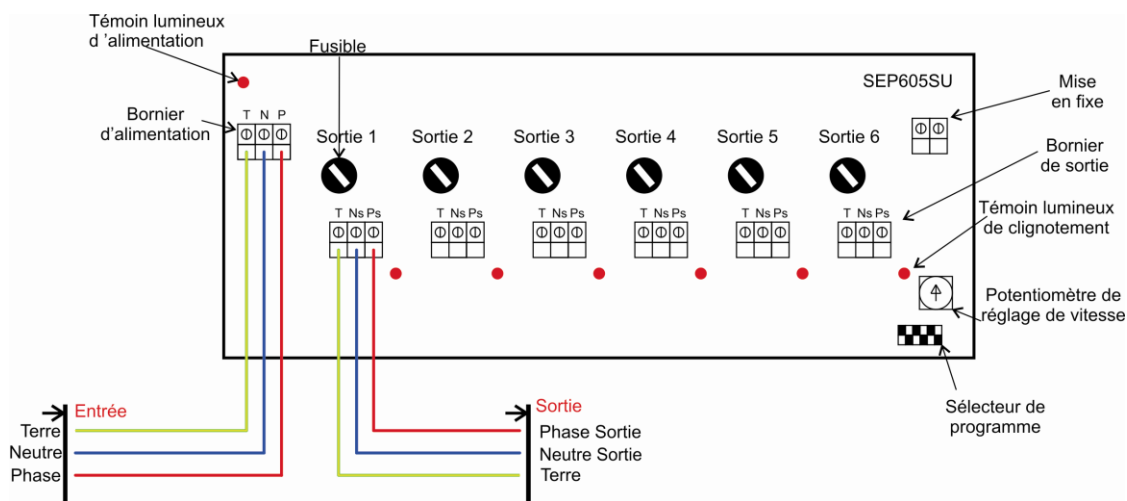 Témoin lumineux
d 'alimentation
Fusible
SEP605SU
Mise
en fixe
Bornier
d'alimentation
T N P
Sortie 1 Sortie 2 Sortie 3 Sortie 4 Sortie 5 Sortie 6
Bornier
de sortie
T Ns Ps T Ns Ps T Ns Ps T Ns Ps T Ns Ps T Ns Ps
Témoin lumineux
de clignotement
Potentiomètre de
réglage de vitesse
Sélecteur de
programme
Entrée
Terre
Neutre
Phase
Sortie
Phase Sortie
Neutre Sortie
Terre